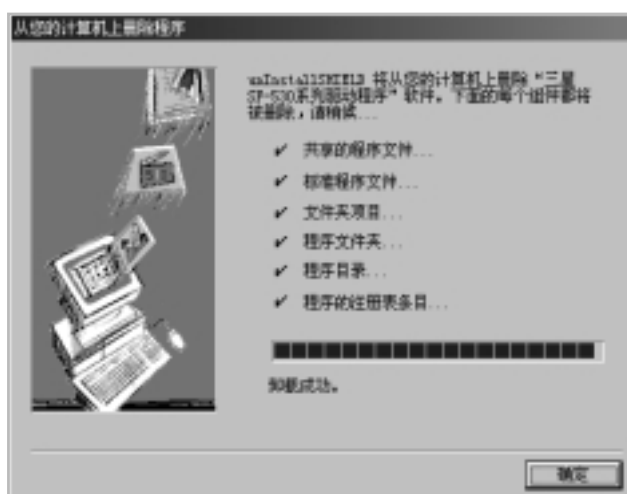 从您的计算机上删除程序
unInstallSHIELD 将从您的计算机上删除“三星
SF-530系列驱动程序”软件。下面的每个组件都将
被删除，请稍候...
✔ 共享的程序文件...
✔ 标准程序文件...
✔ 文件夹项目...
✔ 程序文件夹...
✔ 程序目录...
✔ 程序的注册表条目...
卸载成功。
确定